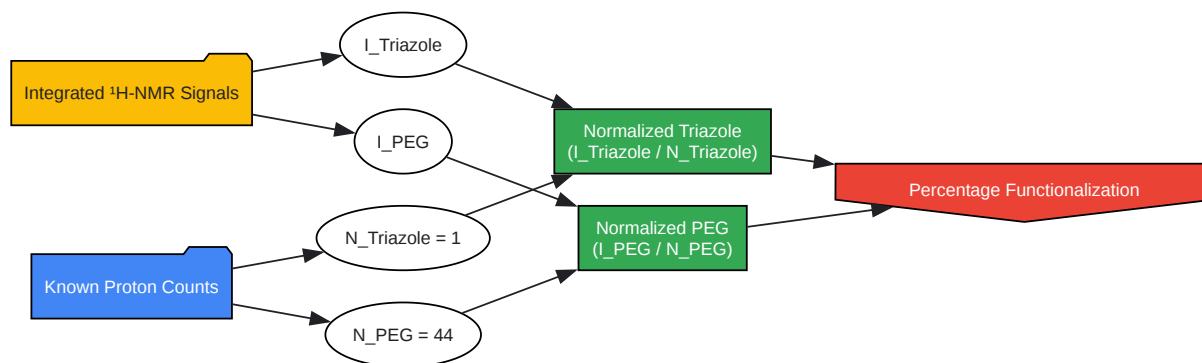 Integrated ¹H-NMR Signals
I_Triazole
I_PEG
Known Proton Counts
N_Triazole = 1
N_PEG = 44
Normalized Triazole
(I_Triazole / N_Triazole)
Normalized PEG
(I_PEG / N_PEG)
Percentage Functionalization